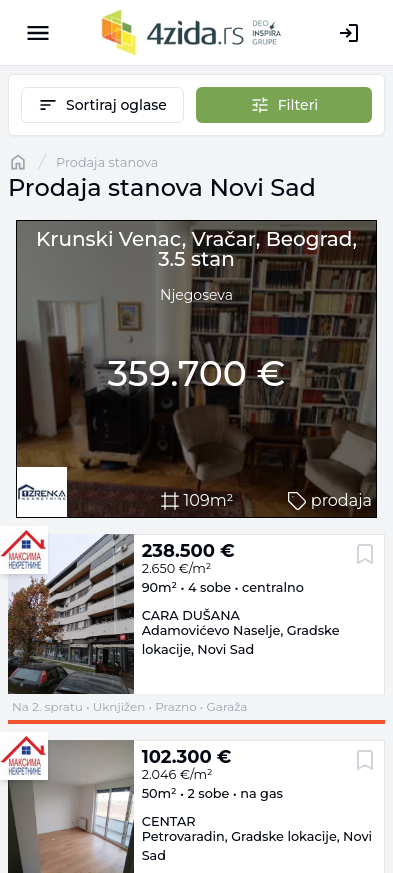 4zida.rs
DEO
INSPIRA
GRUPE
Sortiraj oglase
Filteri
/ Prodaja stanova
Prodaja stanova Novi Sad
Krunski Venac, Vračar, Beograd,
3.5 stan
Njegoseva
359.700 €
UZRENKA
NEKRETNINE
109m²
prodaja
МАКСИМА
НЕКРЕТНИНЕ
238.500 €
2.650 €/m²
90m² • 4 sobe • centralno
CARA DUŠANA
Adamovićevo Naselje, Gradske
lokacije, Novi Sad
Na 2. spratu • Uknjižen • Prazno • Garaža
МАКСИМА
НЕКРЕТНИНЕ
102.300 €
2.046 €/m²
50m² • 2 sobe • na gas
CENTAR
Petrovaradin, Gradske lokacije, Novi
Sad